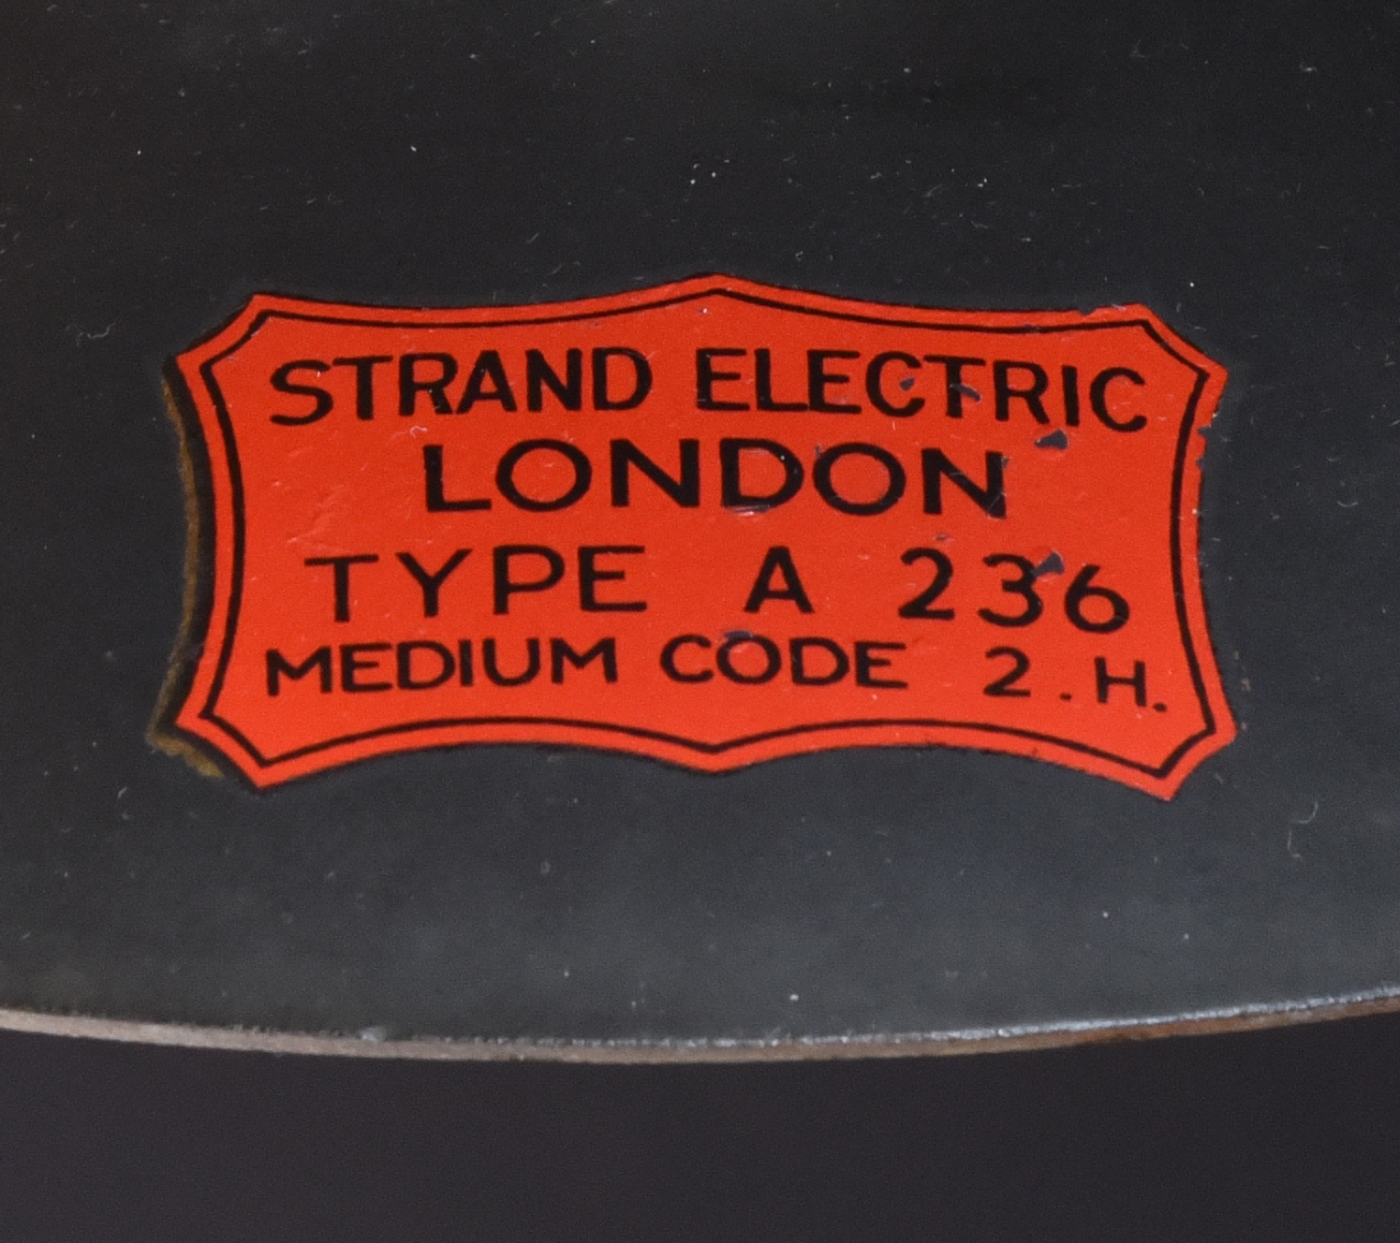 STRAND ELECTRIC
LONDON
TYPE A 236
MEDIUM CODE 2.H.